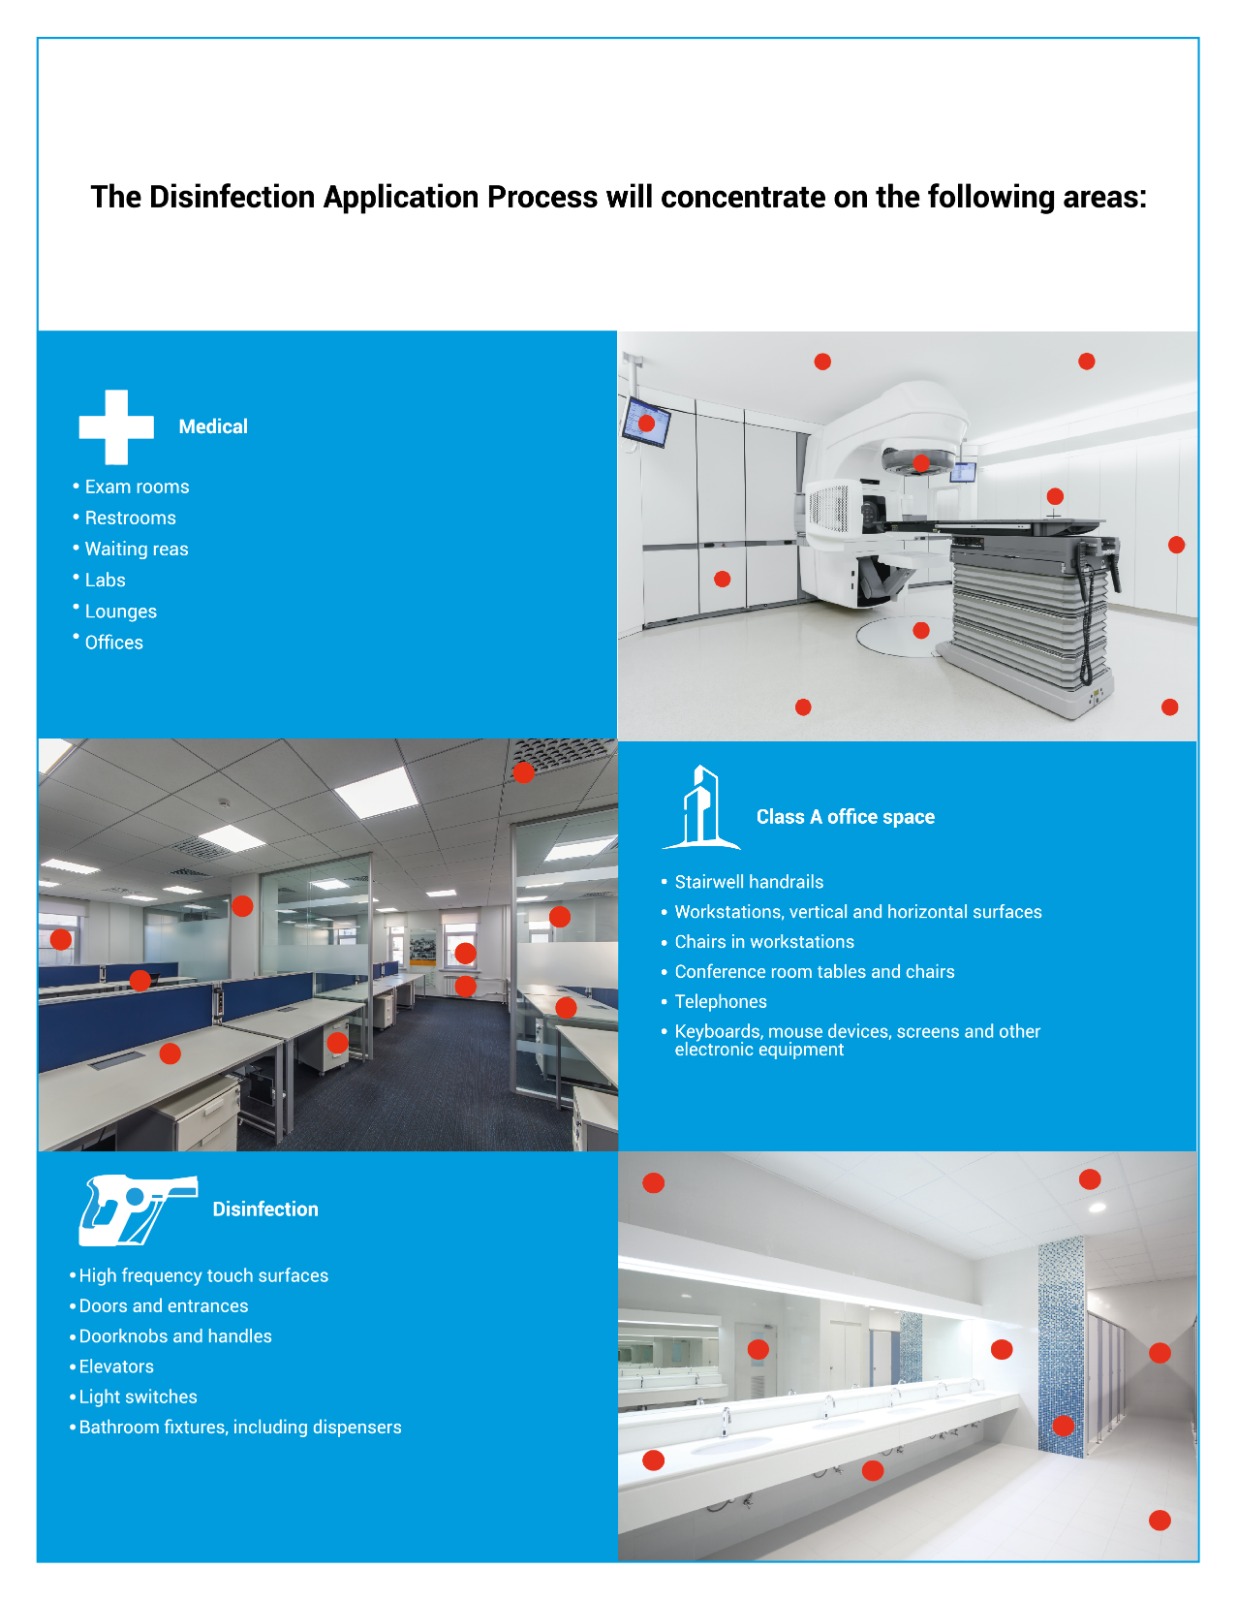 The Disinfection Application Process will concentrate on the following areas:
Medical
• Exam rooms
• Restrooms
• Waiting reas
• Labs
• Lounges
• Offices
Class A office space
• Stairwell handrails
• Workstations, vertical and horizontal surfaces
• Chairs in workstations
• Conference room tables and chairs
• Telephones
• Keyboards, mouse devices, screens and other
electronic equipment
Disinfection
• High frequency touch surfaces
• Doors and entrances
• Doorknobs and handles
• Elevators
• Light switches
• Bathroom fixtures, including dispensers